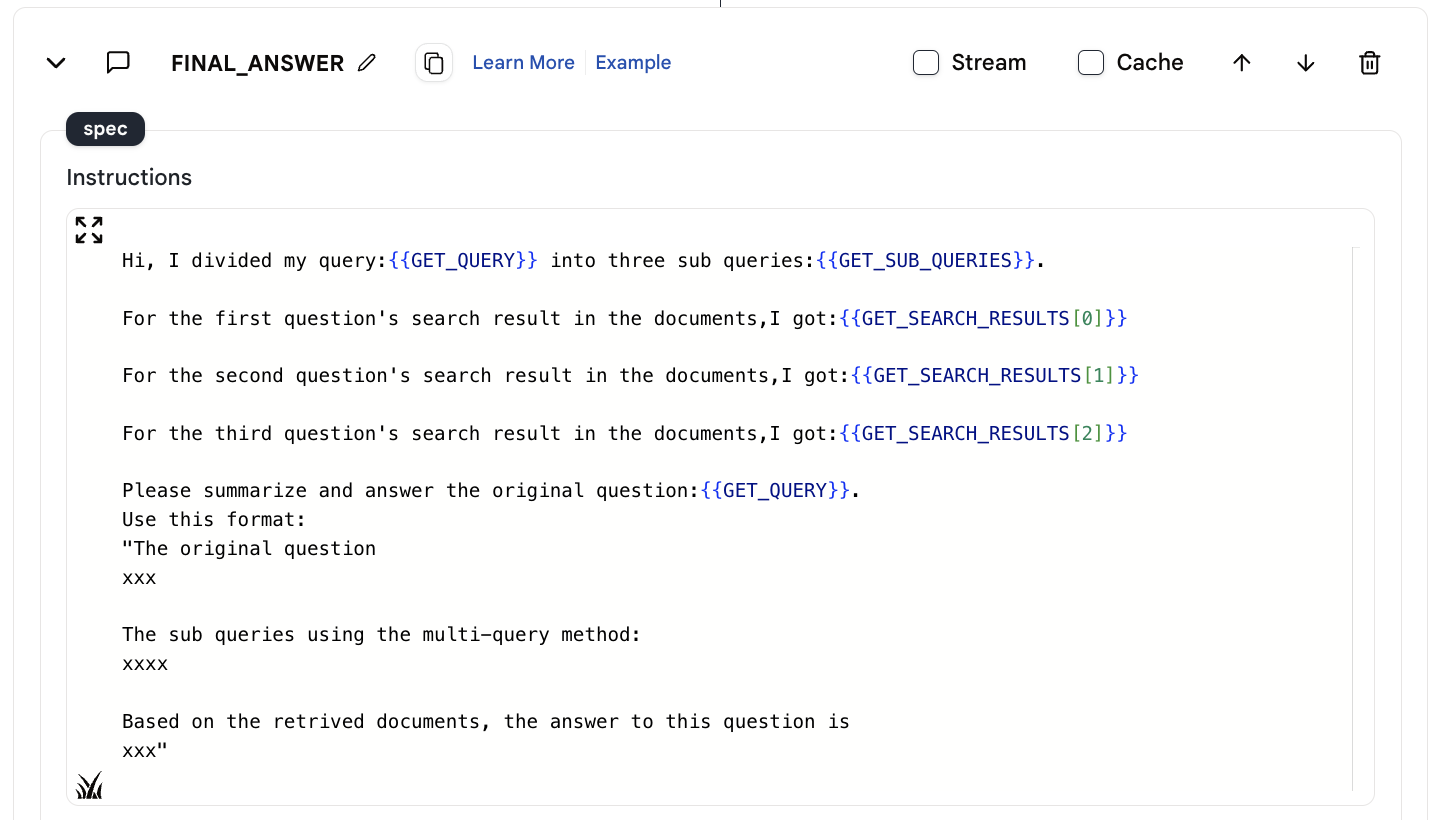 FINAL_ANSWER Learn More Example Stream Cache
spec
Instructions
Hi, I divided my query:{{GET_QUERY}} into three sub queries:{{GET_SUB_QUERIES}}.
For the first question's search result in the documents,I got:{{GET_SEARCH_RESULTS[0]}}
For the second question's search result in the documents,I got:{{GET_SEARCH_RESULTS[1]}}
For the third question's search result in the documents,I got:{{GET_SEARCH_RESULTS[2]}}
Please summarize and answer the original question:{{GET_QUERY}}.
Use this format:
"The original question
xxx
The sub queries using the multi-query method:
xxxx
Based on the retrived documents, the answer to this question is
xxx"